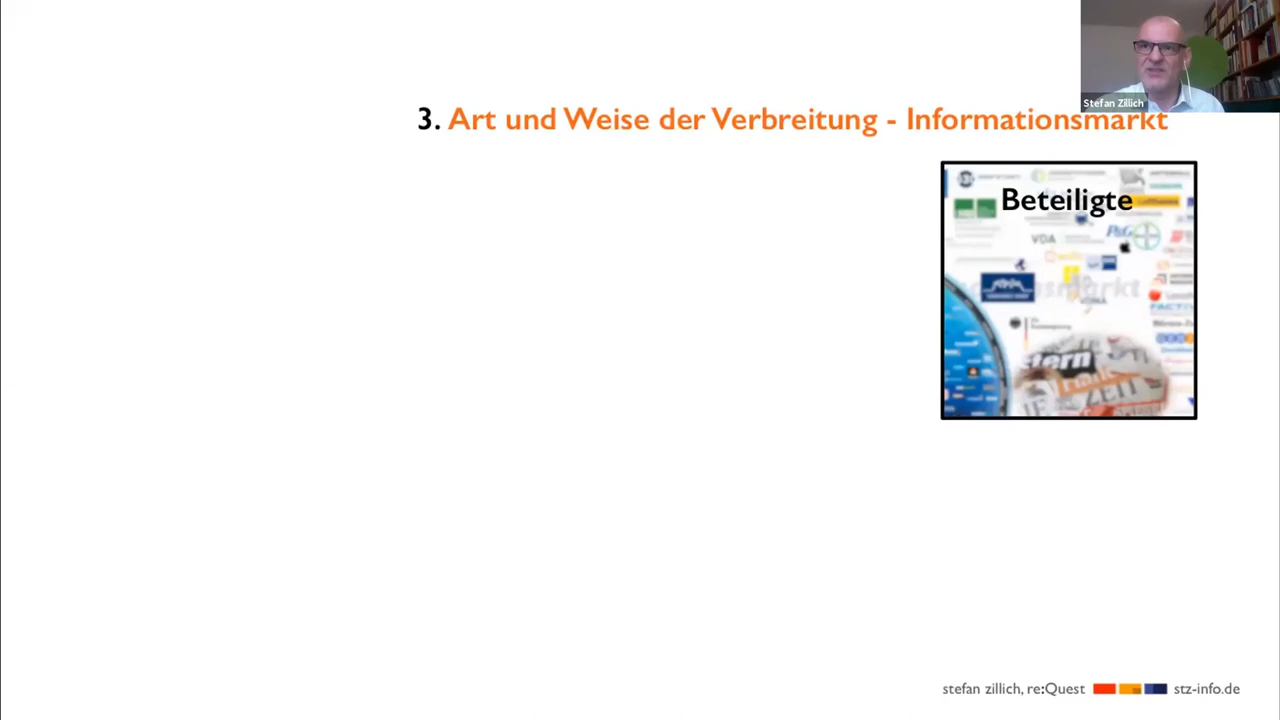 Stefan Zillich
3. Art und Weise der Verbreitung - Informationsmarkt
Beteiligte
P&G
VDA
stern
ZEIT
stefan zillich, re:Quest
stz-info.de